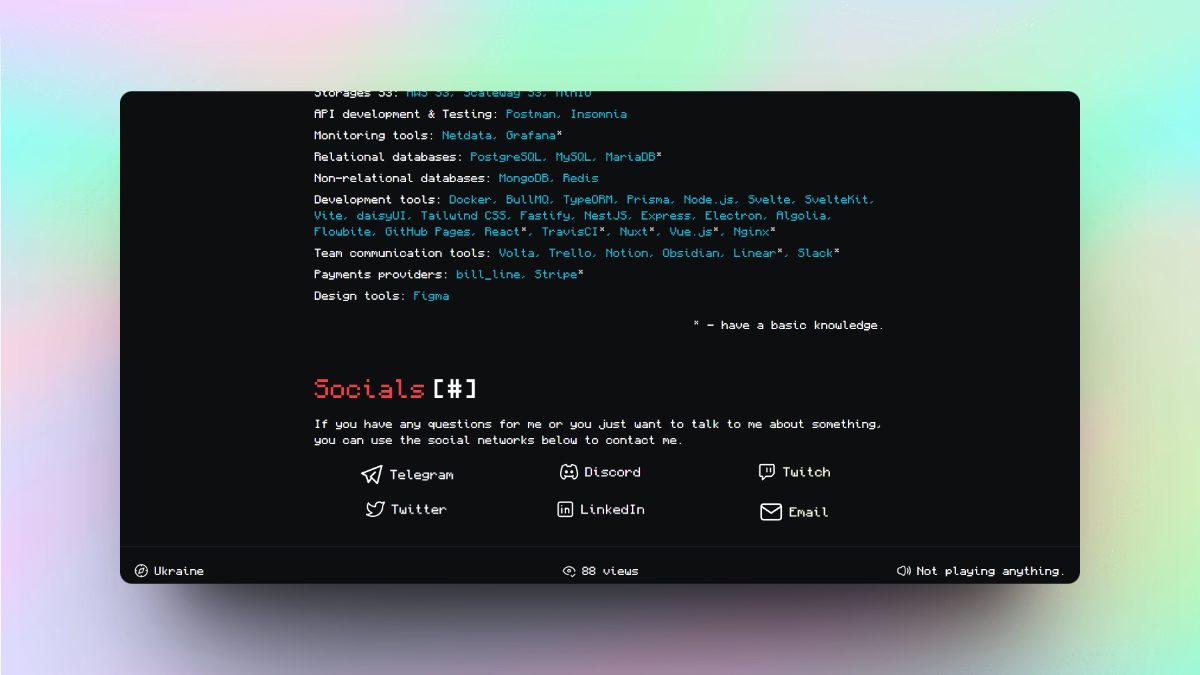 Storages S3: AWS S3, Scaleway S3, MinIO
API development & Testing: Postman, Insomnia
Monitoring tools: Netdata, Grafana*
Relational databases: PostgreSQL, MySQL, MariaDB*
Non-relational databases: MongoDB, Redis
Development tools: Docker, BullMQ, TypeORM, Prisma, Node.js, Svelte, SvelteKit,
Vite, daisyUI, Tailwind CSS, Fastify, NestJS, Express, Electron, Algolia,
Flowbite, GitHub Pages, React*, TravisCI*, Nuxt*, Vue.js*, Nginx*
Team communication tools: Volta, Trello, Notion, Obsidian, Linear*, Slack*
Payments providers: bill_line, Stripe*
Design tools: Figma
* - have a basic knowledge.
Socials [#]
If you have any questions for me or you just want to talk to me about something,
you can use the social networks below to contact me.
Telegram Discord Twitch
Twitter LinkedIn Email
Ukraine 88 views Not playing anything.